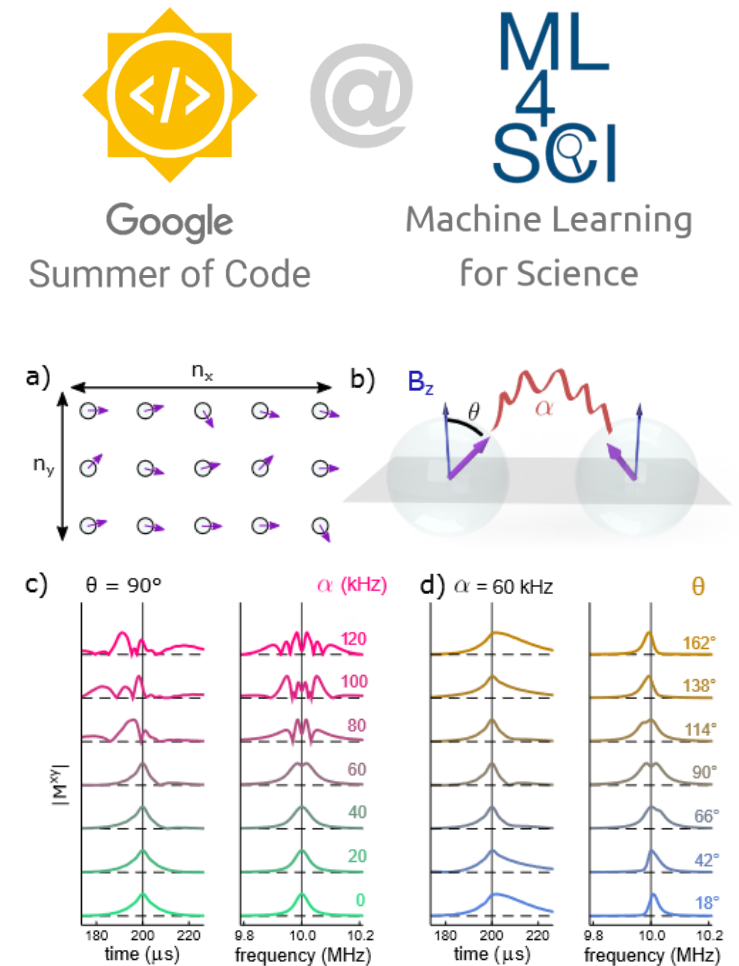 </>
@
ML
4
SCI
Google
Summer of Code
Machine Learning
for Science
a)
nx
ny
b)
Bz
θ
α
c)
θ = 90°
α (kHz)
120
100
80
60
40
20
0
|Mxy|
180 200 220
time (μs)
9.8 10.0 10.2
frequency (MHz)
d)
α = 60 kHz
θ
162°
138°
114°
90°
66°
42°
18°
180 200 220
time (μs)
9.8 10.0 10.2
frequency (MHz)